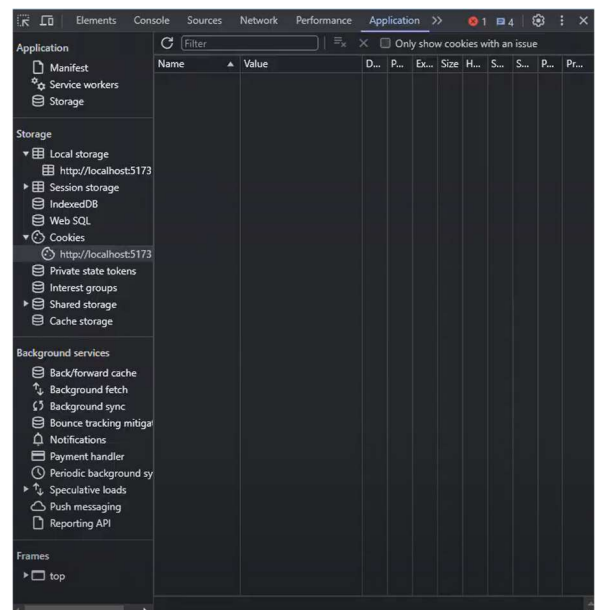 Elements Console Sources Network Performance Application 1 4
Application
Manifest
Service workers
Storage
Storage
Local storage
http://localhost:5173
Session storage
IndexedDB
Web SQL
Cookies
http://localhost:5173
Private state tokens
Interest groups
Shared storage
Cache storage
Background services
Back/forward cache
Background fetch
Background sync
Bounce tracking mitigat
Notifications
Payment handler
Periodic background sy
Speculative loads
Push messaging
Reporting API
Frames
top
Filter Only show cookies with an issue
Name Value D... P... Ex... Size H... S... S... P... Pr...